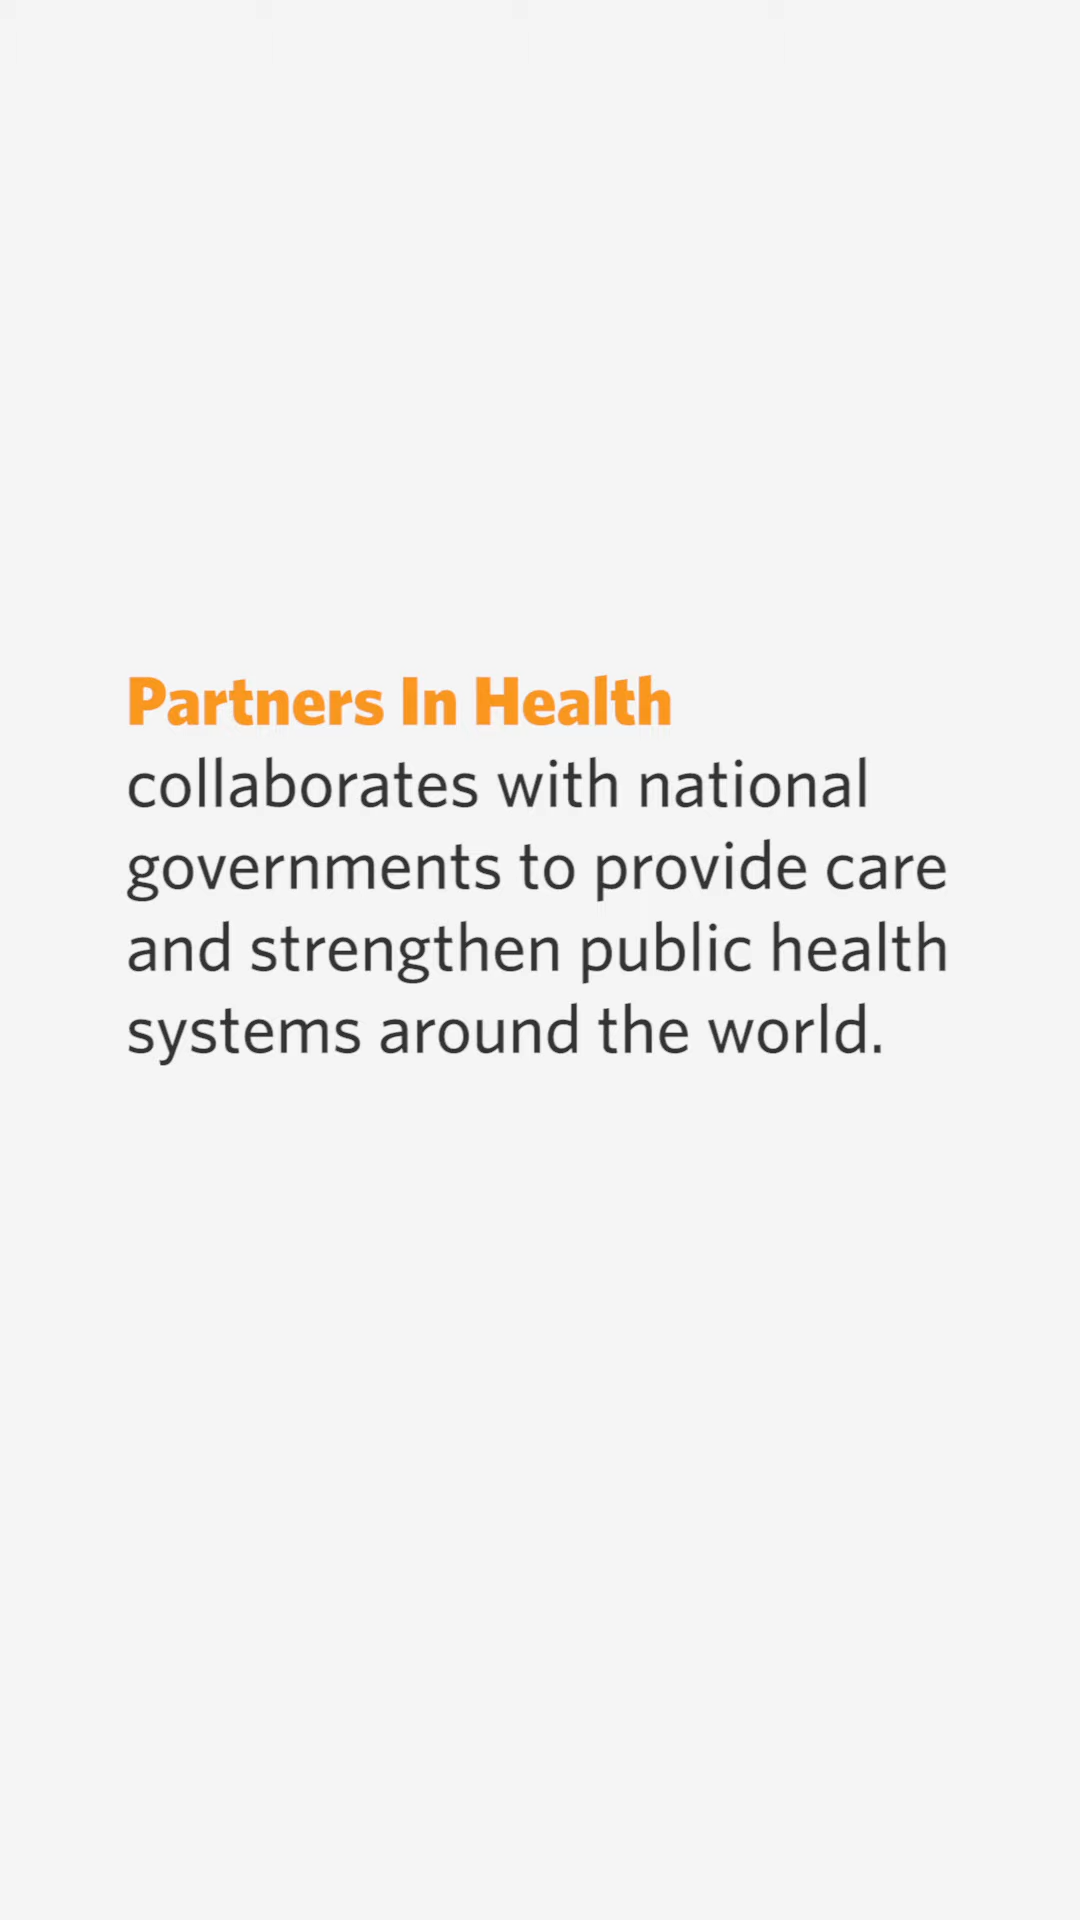 Partners In Health
collaborates with national
governments to provide care
and strengthen public health
systems around the world.